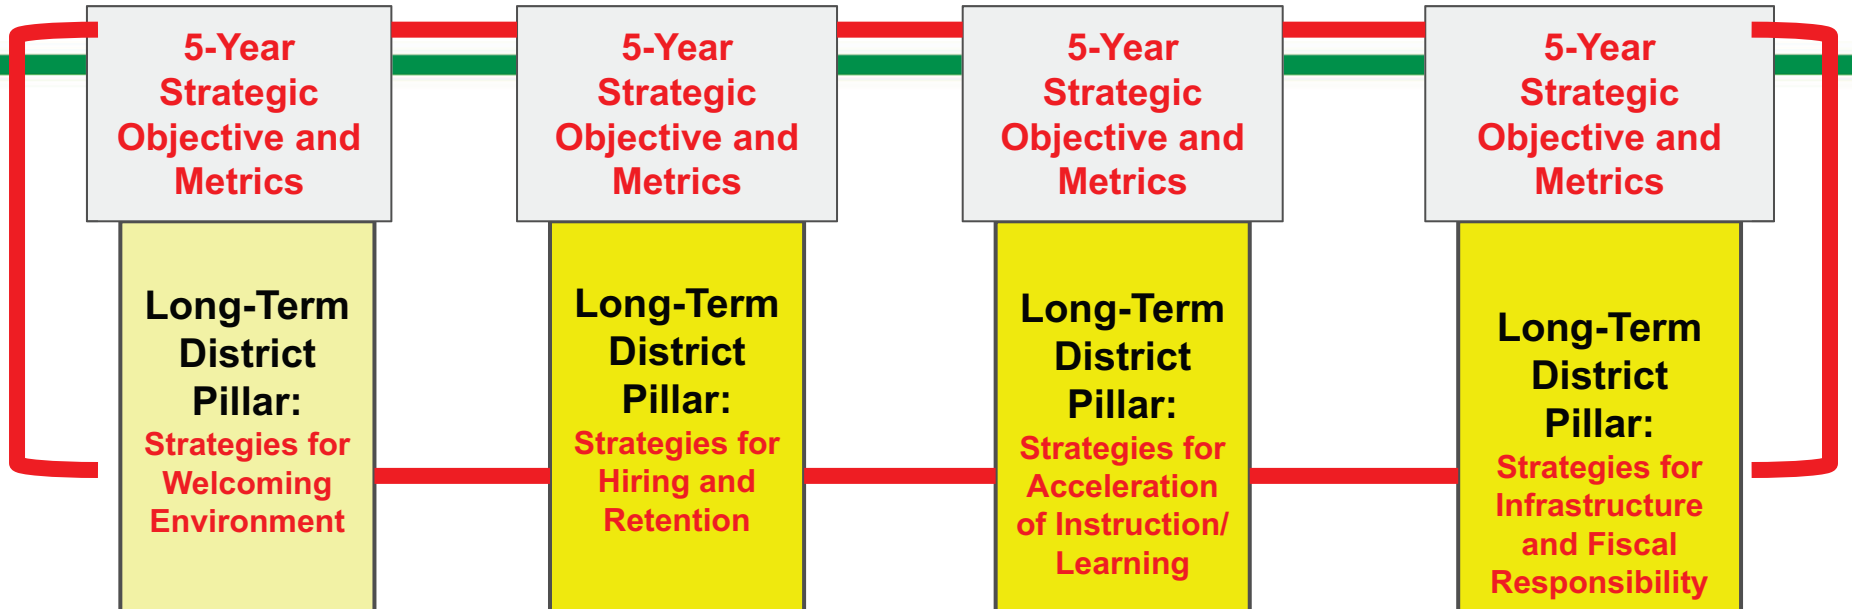 5-Year
Strategic
Objective and
Metrics
5-Year
Strategic
Objective and
Metrics
5-Year
Strategic
Objective and
Metrics
5-Year
Strategic
Objective and
Metrics
Long-Term
District
Pillar:
Strategies for
Welcoming
Environment
Long-Term
District
Pillar:
Strategies for
Hiring and
Retention
Long-Term
District
Pillar:
Strategies for
Acceleration
of Instruction/
Learning
Long-Term
District
Pillar:
Strategies for
Infrastructure
and Fiscal
Responsibility